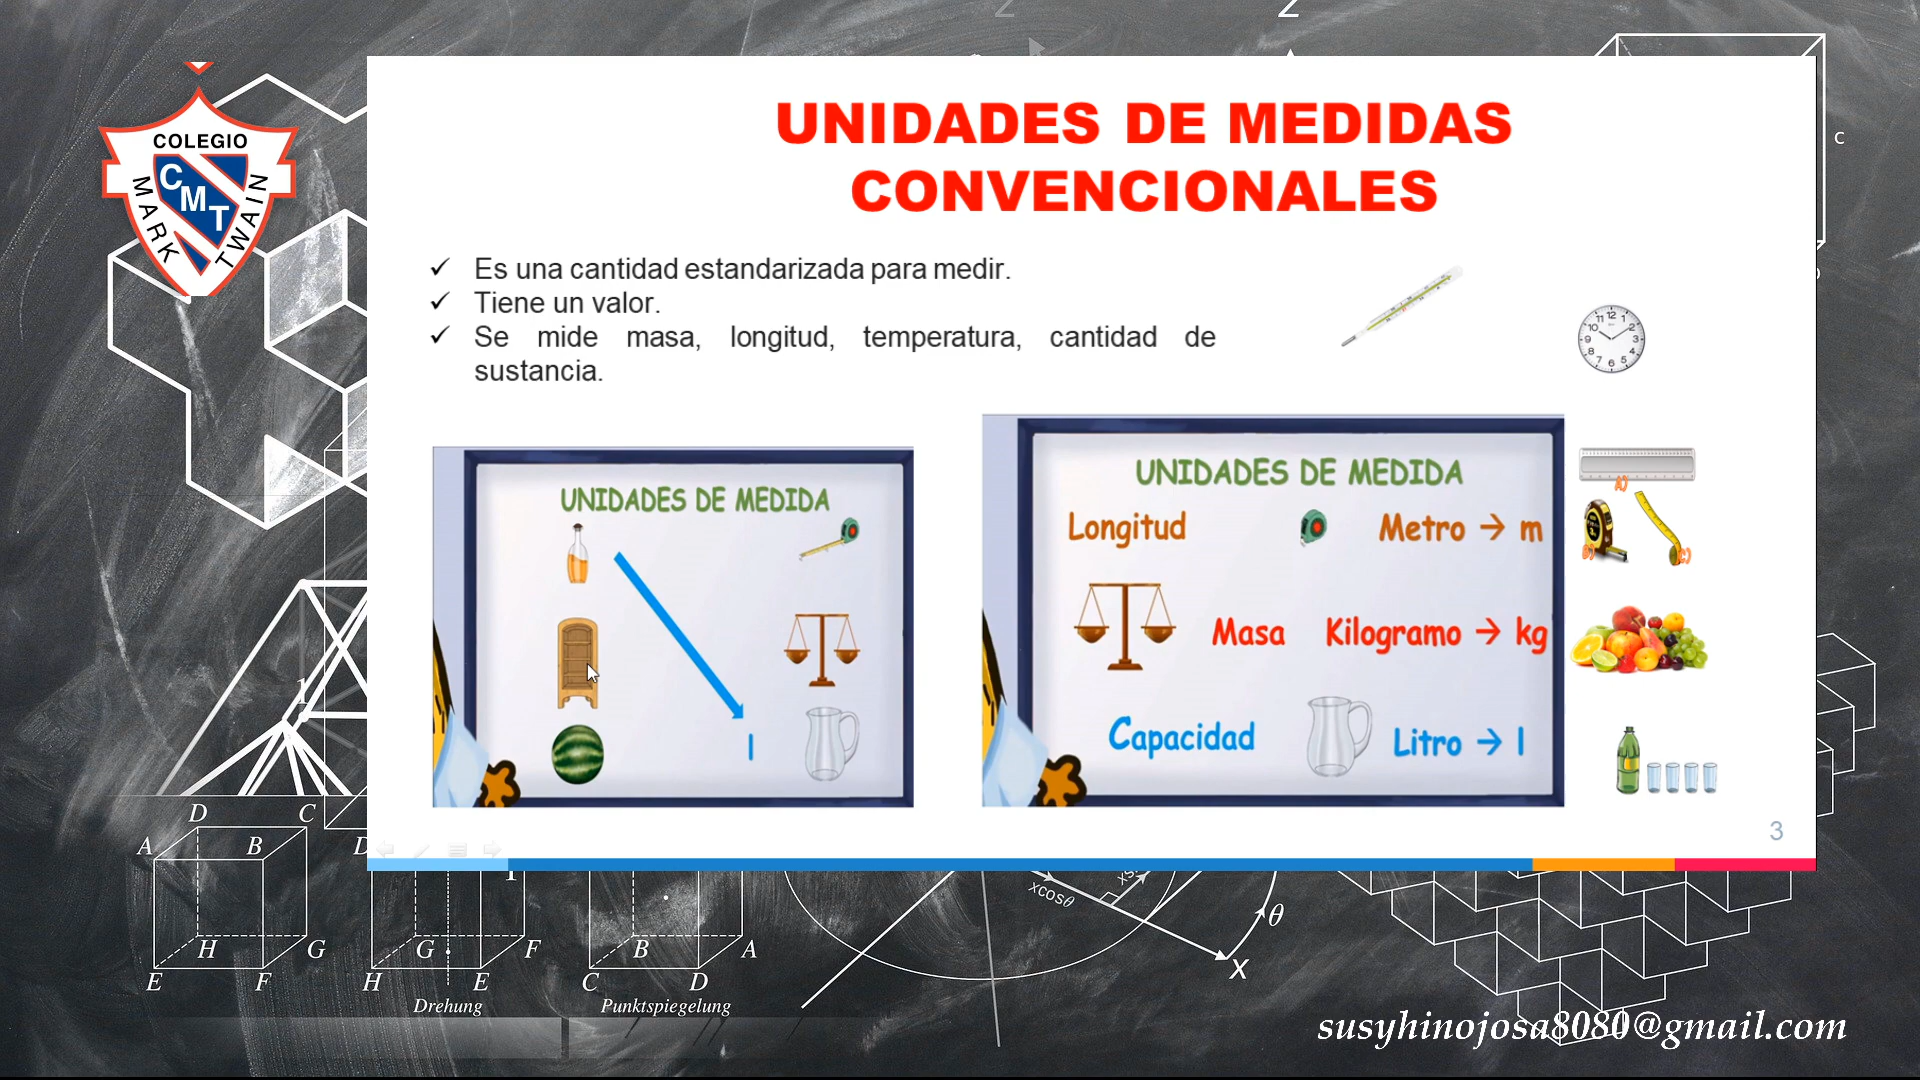 COLEGIO
MARK
CMT
TWAIN
UNIDADES DE MEDIDAS
CONVENCIONALES
✓ Es una cantidad estandarizada para medir.
✓ Tiene un valor.
✓ Se mide masa, longitud, temperatura, cantidad de
sustancia.
UNIDADES DE MEDIDA
l
UNIDADES DE MEDIDA
Longitud Metro → m
Masa Kilogramo → kg
Capacidad Litro → l
A)
B) C)
3
C
1
D C
A B D
H G G F B A
E F H E C D
Drehung Punktspiegelung
xcosθ
θ
X
susyhinojosa8080@gmail.com